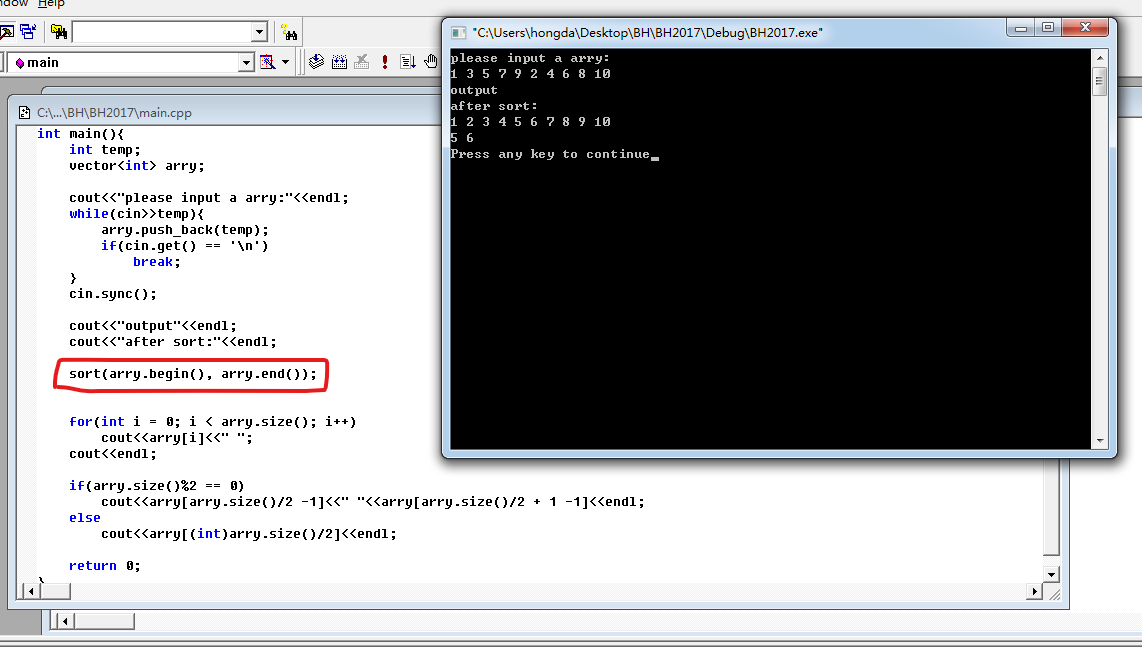 ndow Help
main
C:\...\BH\BH2017\main.cpp
int main(){
int temp;
vector<int> arry;
cout<<"please input a arry:"<<endl;
while(cin>>temp){
arry.push_back(temp);
if(cin.get() == '\n')
break;
}
cin.sync();
cout<<"output"<<endl;
cout<<"after sort:"<<endl;
sort(arry.begin(), arry.end());
for(int i = 0; i < arry.size(); i++)
cout<<arry[i]<<" ";
cout<<endl;
if(arry.size()%2 == 0)
cout<<arry[arry.size()/2 -1]<<" "<<arry[arry.size()/2 + 1 -1]<<endl;
else
cout<<arry[(int)arry.size()/2]<<endl;
return 0;
}
"C:\Users\hongda\Desktop\BH\BH2017\Debug\BH2017.exe"
please input a arry:
1 3 5 7 9 2 4 6 8 10
output
after sort:
1 2 3 4 5 6 7 8 9 10
5 6
Press any key to continue